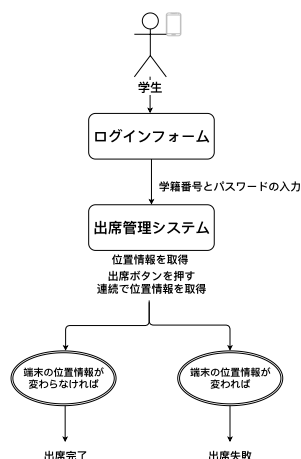 学生
ログインフォーム
学籍番号とパスワードの入力
出席管理システム
位置情報を取得
出席ボタンを押す
連続で位置情報を取得
端末の位置情報が
変わらなければ
端末の位置情報が
変われば
出席完了
出席失敗